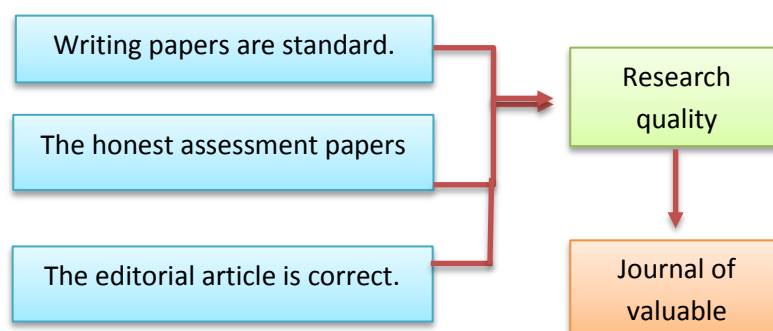 Writing papers are standard.
The honest assessment papers
The editorial article is correct.
Research
quality
Journal of
valuable